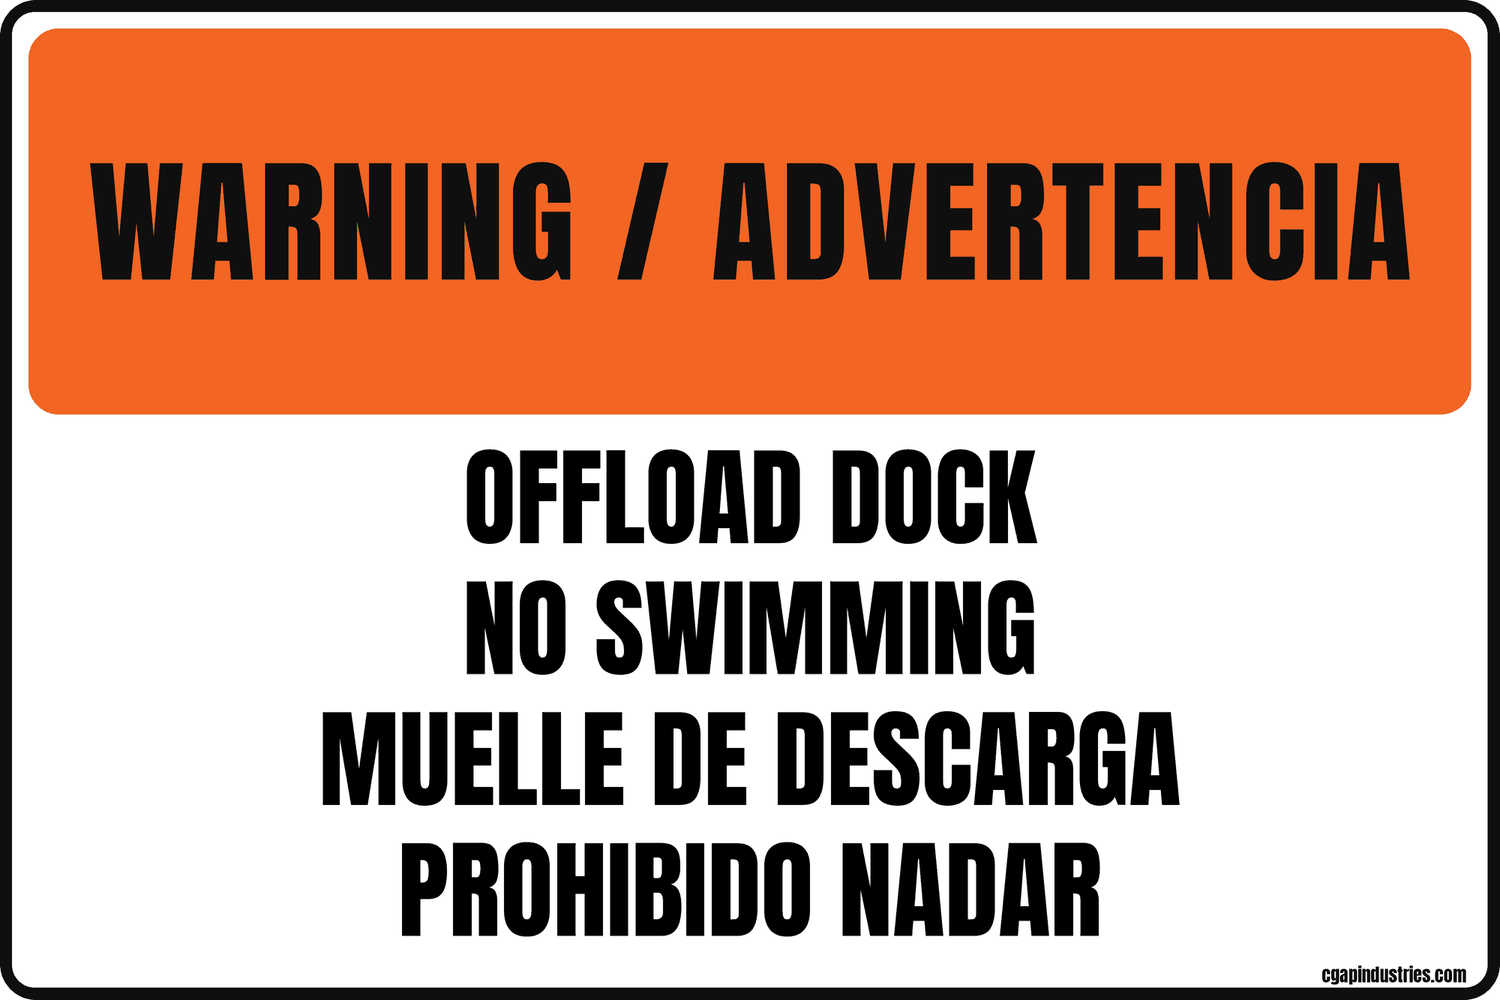 WARNING / ADVERTENCIA
OFFLOAD DOCK
NO SWIMMING
MUELLE DE DESCARGA
PROHIBIDO NADAR
cgapindustries.com